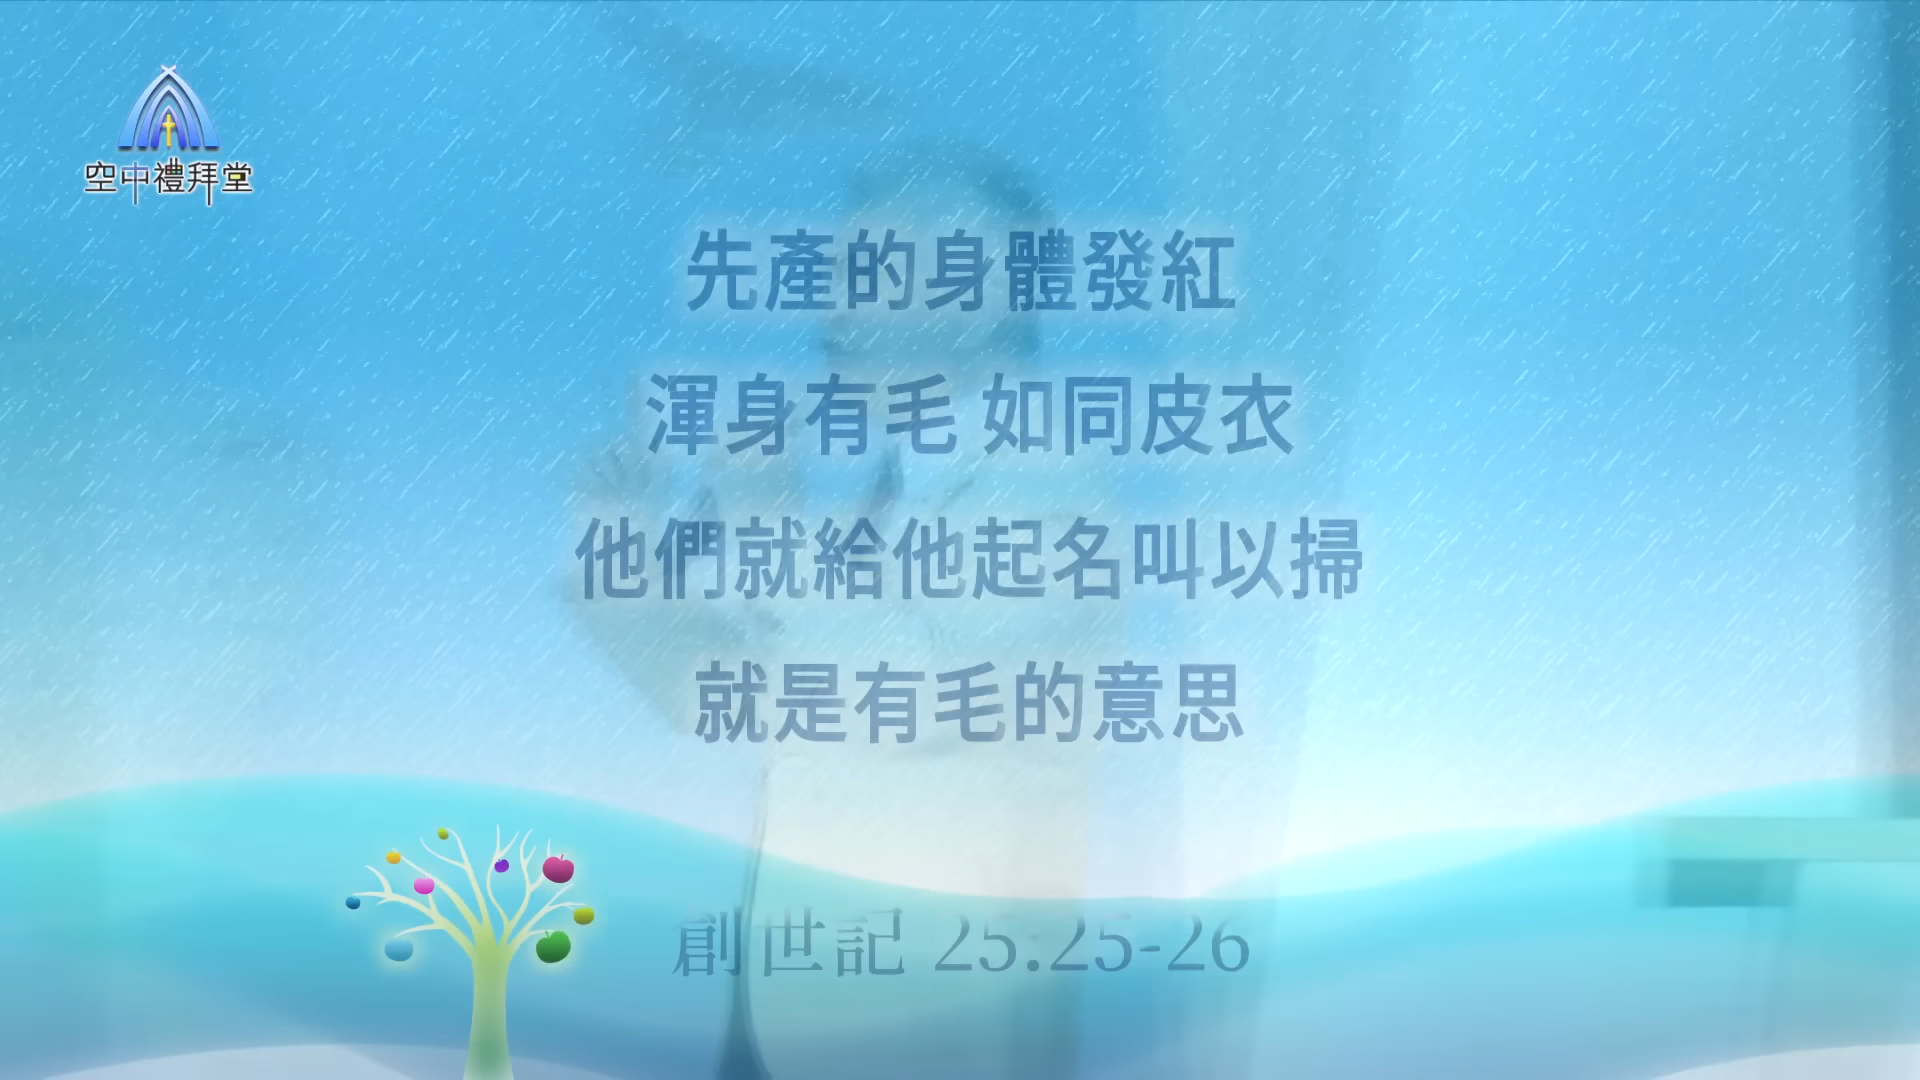 空中禮拜堂
先產的身體發紅
渾身有毛 如同皮衣
他們就給他起名叫以掃
就是有毛的意思
創世記 25:25-26